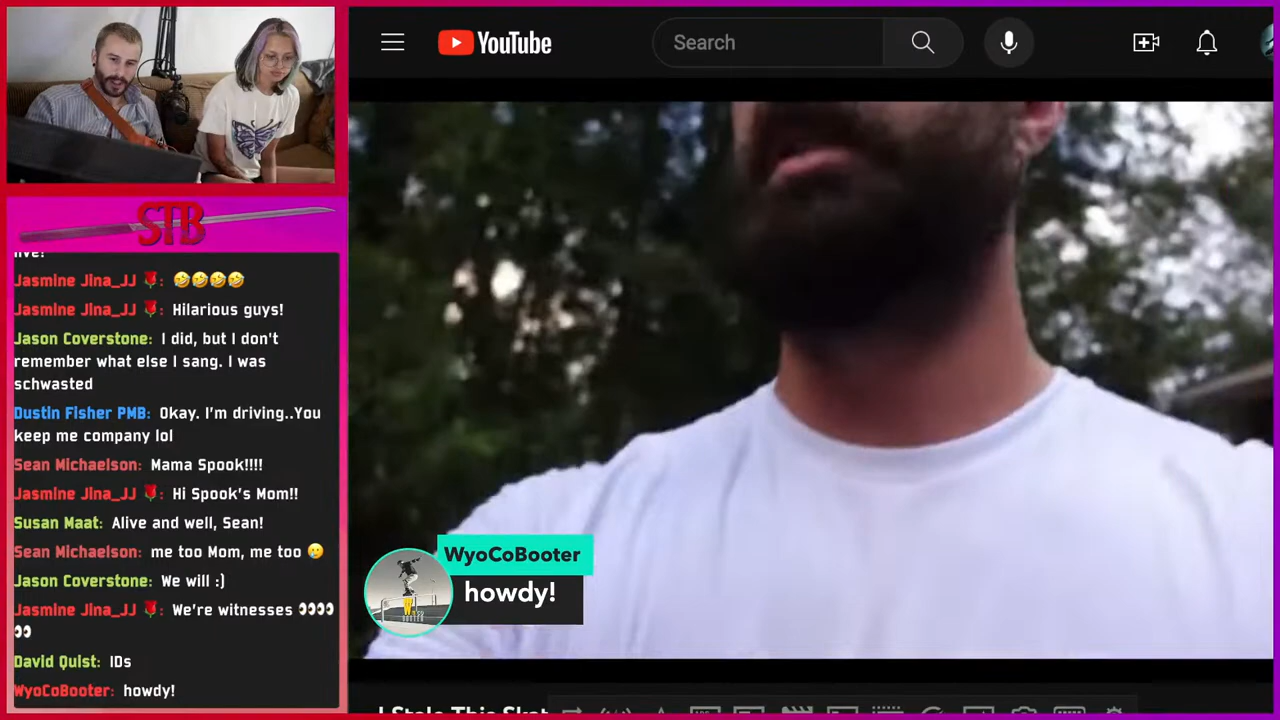 YouTube
Search
STB
live!
Jasmine Jina_JJ 🌹: 🤣🤣🤣🤣
Jasmine Jina_JJ 🌹: Hilarious guys!
Jason Coverstone: I did, but I don't
remember what else I sang. I was
schwasted
Dustin Fisher PMB: Okay. I'm driving..You
keep me company lol
Sean Michaelson: Mama Spook!!!!
Jasmine Jina_JJ 🌹: Hi Spook's Mom!!
Susan Maat: Alive and well, Sean!
Sean Michaelson: me too Mom, me too 🥲
Jason Coverstone: We will :)
Jasmine Jina_JJ 🌹: We're witnesses 👀👀👀👀
👀
David Quist: IDs
WyoCoBooter: howdy!
WyoCoBooter
howdy!
I Stole This